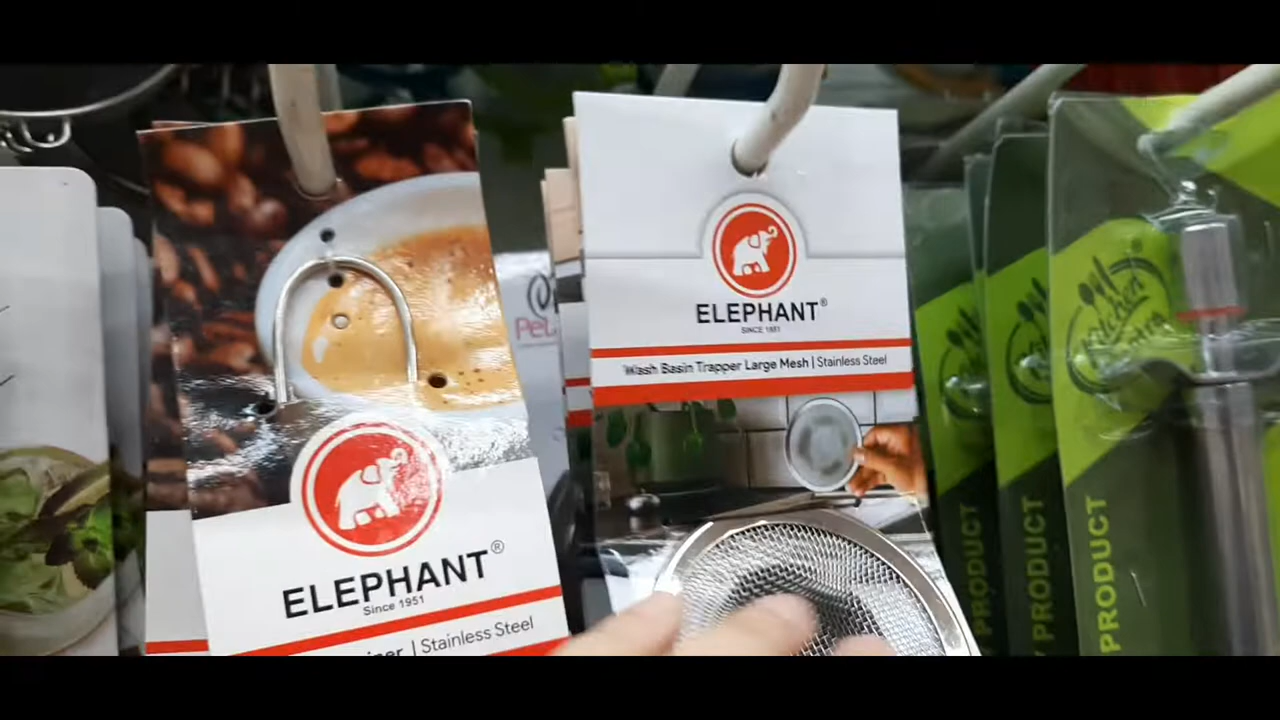 ELEPHANT®
SINCE 1951
Wash Basin Trapper Large Mesh | Stainless Steel
ELEPHANT®
Since 1951
| Stainless Steel
PRODUCT
PRODUCT
PRODUCT